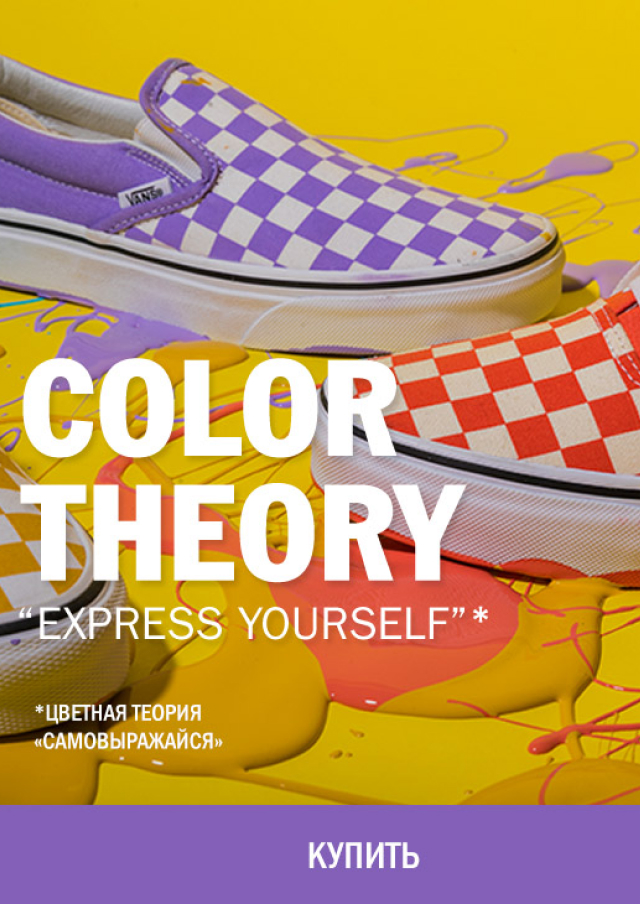 VANS
COLOR
THEORY
“EXPRESS YOURSELF”*
*ЦВЕТНАЯ ТЕОРИЯ
«САМОВЫРАЖАЙСЯ»
КУПИТЬ